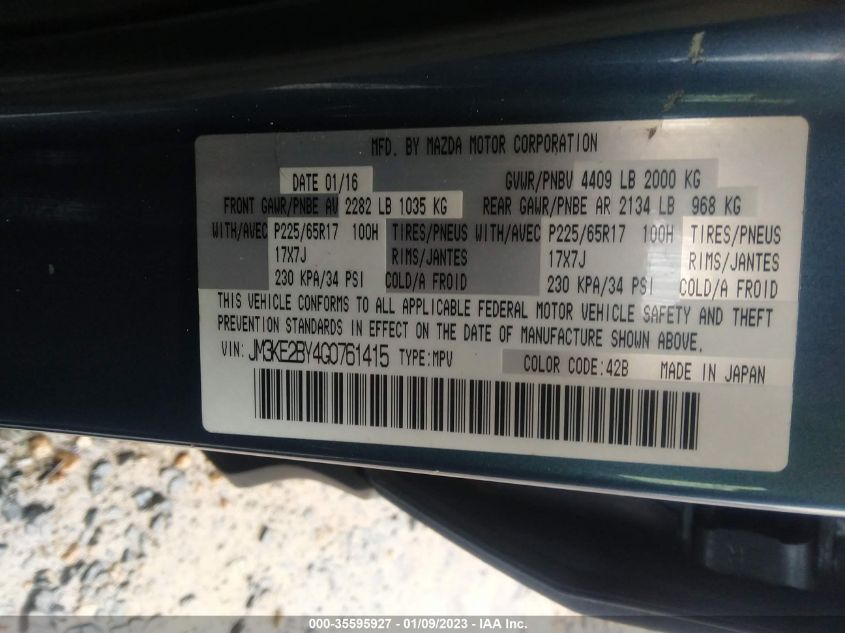 MFD. BY MAZDA MOTOR CORPORATION
DATE 01/16 GVWR/PNBV 4409 LB 2000 KG
FRONT GAWR/PNBE AV 2282 LB 1035 KG REAR GAWR/PNBE AR 2134 LB 968 KG
WITH/AVEC P225/65R17 100H TIRES/PNEUS WITH/AVEC P225/65R17 100H TIRES/PNEUS
17X7J RIMS/JANTES 17X7J RIMS/JANTES
230 KPA/34 PSI COLD/A FROID 230 KPA/34 PSI COLD/A FROID
THIS VEHICLE CONFORMS TO ALL APPLICABLE FEDERAL MOTOR VEHICLE SAFETY AND THEFT
PREVENTION STANDARDS IN EFFECT ON THE DATE OF MANUFACTURE SHOWN ABOVE.
VIN: JM3KE2BY4G0761415 TYPE:MPV COLOR CODE:42B MADE IN JAPAN
000-35595927 - 01/09/2023 - IAA Inc.